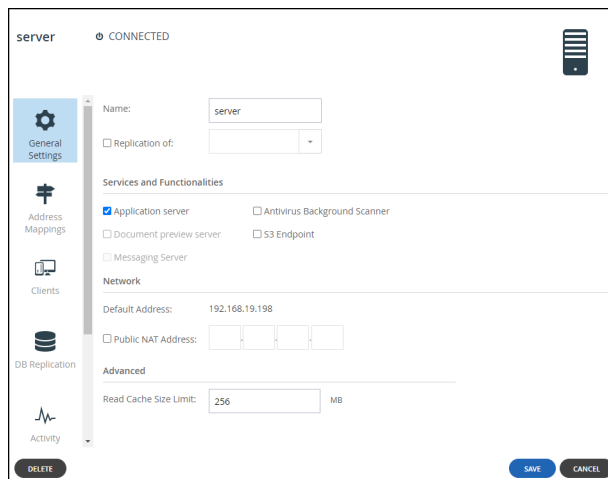 server
CONNECTED
General
Settings
Address
Mappings
Clients
DB Replication
Activity
Name:
server
Replication of:
Services and Functionalities
Application server
Antivirus Background Scanner
Document preview server
S3 Endpoint
Messaging Server
Network
Default Address:
192.168.19.198
Public NAT Address:
. . .
Advanced
Read Cache Size Limit:
256
MB
DELETE
SAVE
CANCEL